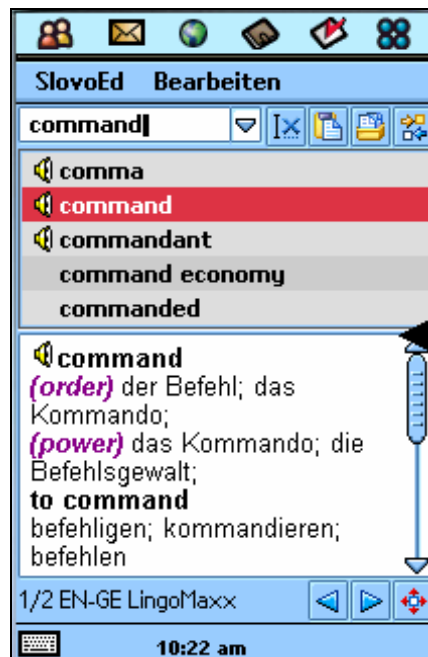 SlovoEd Bearbeiten
command
comma
command
commandant
command economy
commanded
command
(order) der Befehl; das
Kommando;
(power) das Kommando; die
Befehlsgewalt;
to command
befehligen; kommandieren;
befehlen
1/2 EN-GE LingoMaxx
10:22 am